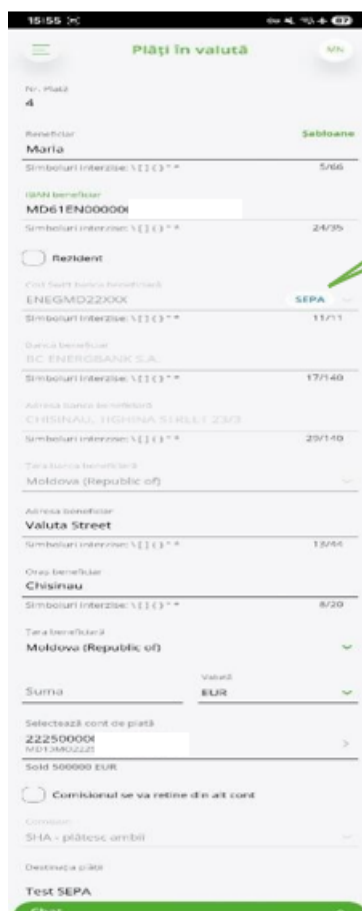 15:55
Plăți în valută
MN
Nr. Plată
4
Beneficiar
Șabloane
Maria
Simboluri interzise: \ [ ] { } " *
5/66
IBAN beneficiar
MD61EN00000
Simboluri interzise: \ [ ] { } " *
24/35
Rezident
Cod Swift banca beneficiară
ENEGMD22XXX
SEPA
Simboluri interzise: \ [ ] { } " *
11/11
Banca beneficiar
BC ENERGBANK S.A.
Simboluri interzise: \ [ ] { } " *
17/140
Adresa banca beneficiară
CHISINAU, TIGHINA STREET 23/3
Simboluri interzise: \ [ ] { } " *
29/140
Țara banca beneficiară
Moldova (Republic of)
Adresa beneficiar
Valuta Street
Simboluri interzise: \ [ ] { } " *
13/44
Oraș beneficiar
Chisinau
Simboluri interzise: \ [ ] { } " *
8/20
Țara beneficiară
Moldova (Republic of)
Suma
Valută
EUR
Selectează cont de plată
22250000
Sold 500000 EUR
Comisionul se va retine din alt cont
Comision
SHA - plătesc ambii
Destinația plății
Test SEPA
Chat